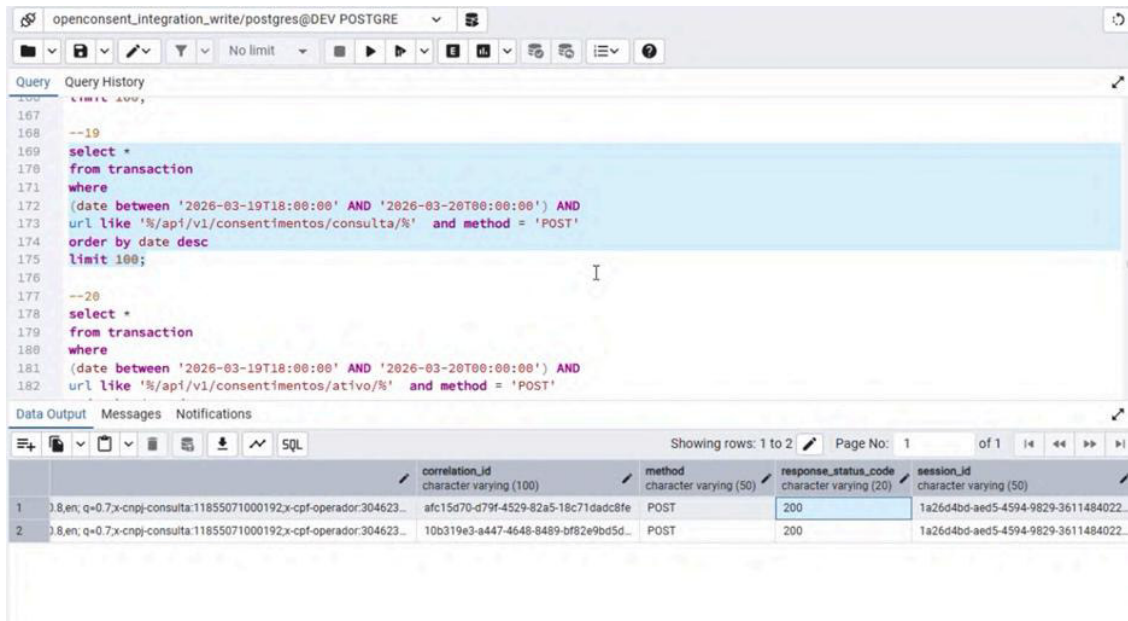 openconsent_integration_write/postgres@DEV POSTGRE
No limit
Query Query History
166 limit 100;
167
168 --19
169 select *
170 from transaction
171 where
172 (date between '2026-03-19T18:00:00' AND '2026-03-20T00:00:00') AND
173 url like '%/api/v1/consentimentos/consulta/%' and method = 'POST'
174 order by date desc
175 limit 100;
176
177 --20
178 select *
179 from transaction
180 where
181 (date between '2026-03-19T18:00:00' AND '2026-03-20T00:00:00') AND
182 url like '%/api/v1/consentimentos/ativo/%' and method = 'POST'
Data Output Messages Notifications
SQL Showing rows: 1 to 2 Page No: 1 of 1
correlation_id method response_status_code session_id
character varying (100) character varying (50) character varying (20) character varying (50)
1 0.8,en; q=0.7;x-cnpj-consulta:11855071000192;x-cpf-operador:304623... afc15d70-d79f-4529-82a5-18c71dadc8fe POST 200 1a26d4bd-aed5-4594-9829-3611484022...
2 0.8,en; q=0.7;x-cnpj-consulta:11855071000192;x-cpf-operador:304623... 10b319e3-a447-4648-8489-bf82e9bd5d... POST 200 1a26d4bd-aed5-4594-9829-3611484022...